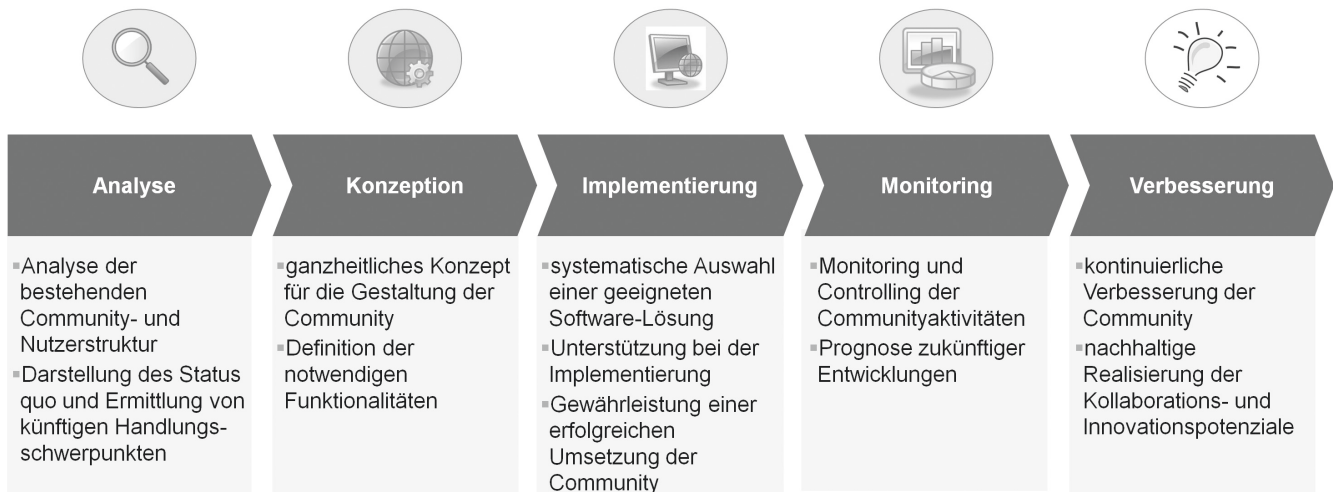 Analyse
Konzeption
Implementierung
Monitoring
Verbesserung
▪Analyse der
bestehenden
Community- und
Nutzerstruktur
▪Darstellung des Status
quo und Ermittlung von
künftigen Handlungs-
schwerpunkten
▪ganzheitliches Konzept
für die Gestaltung der
Community
▪Definition der
notwendigen
Funktionalitäten
▪systematische Auswahl
einer geeigneten
Software-Lösung
▪Unterstützung bei der
Implementierung
▪Gewährleistung einer
erfolgreichen
Umsetzung der
Community
▪Monitoring und
Controlling der
Communityaktivitäten
▪Prognose zukünftiger
Entwicklungen
▪kontinuierliche
Verbesserung der
Community
▪nachhaltige
Realisierung der
Kollaborations- und
Innovationspotenziale